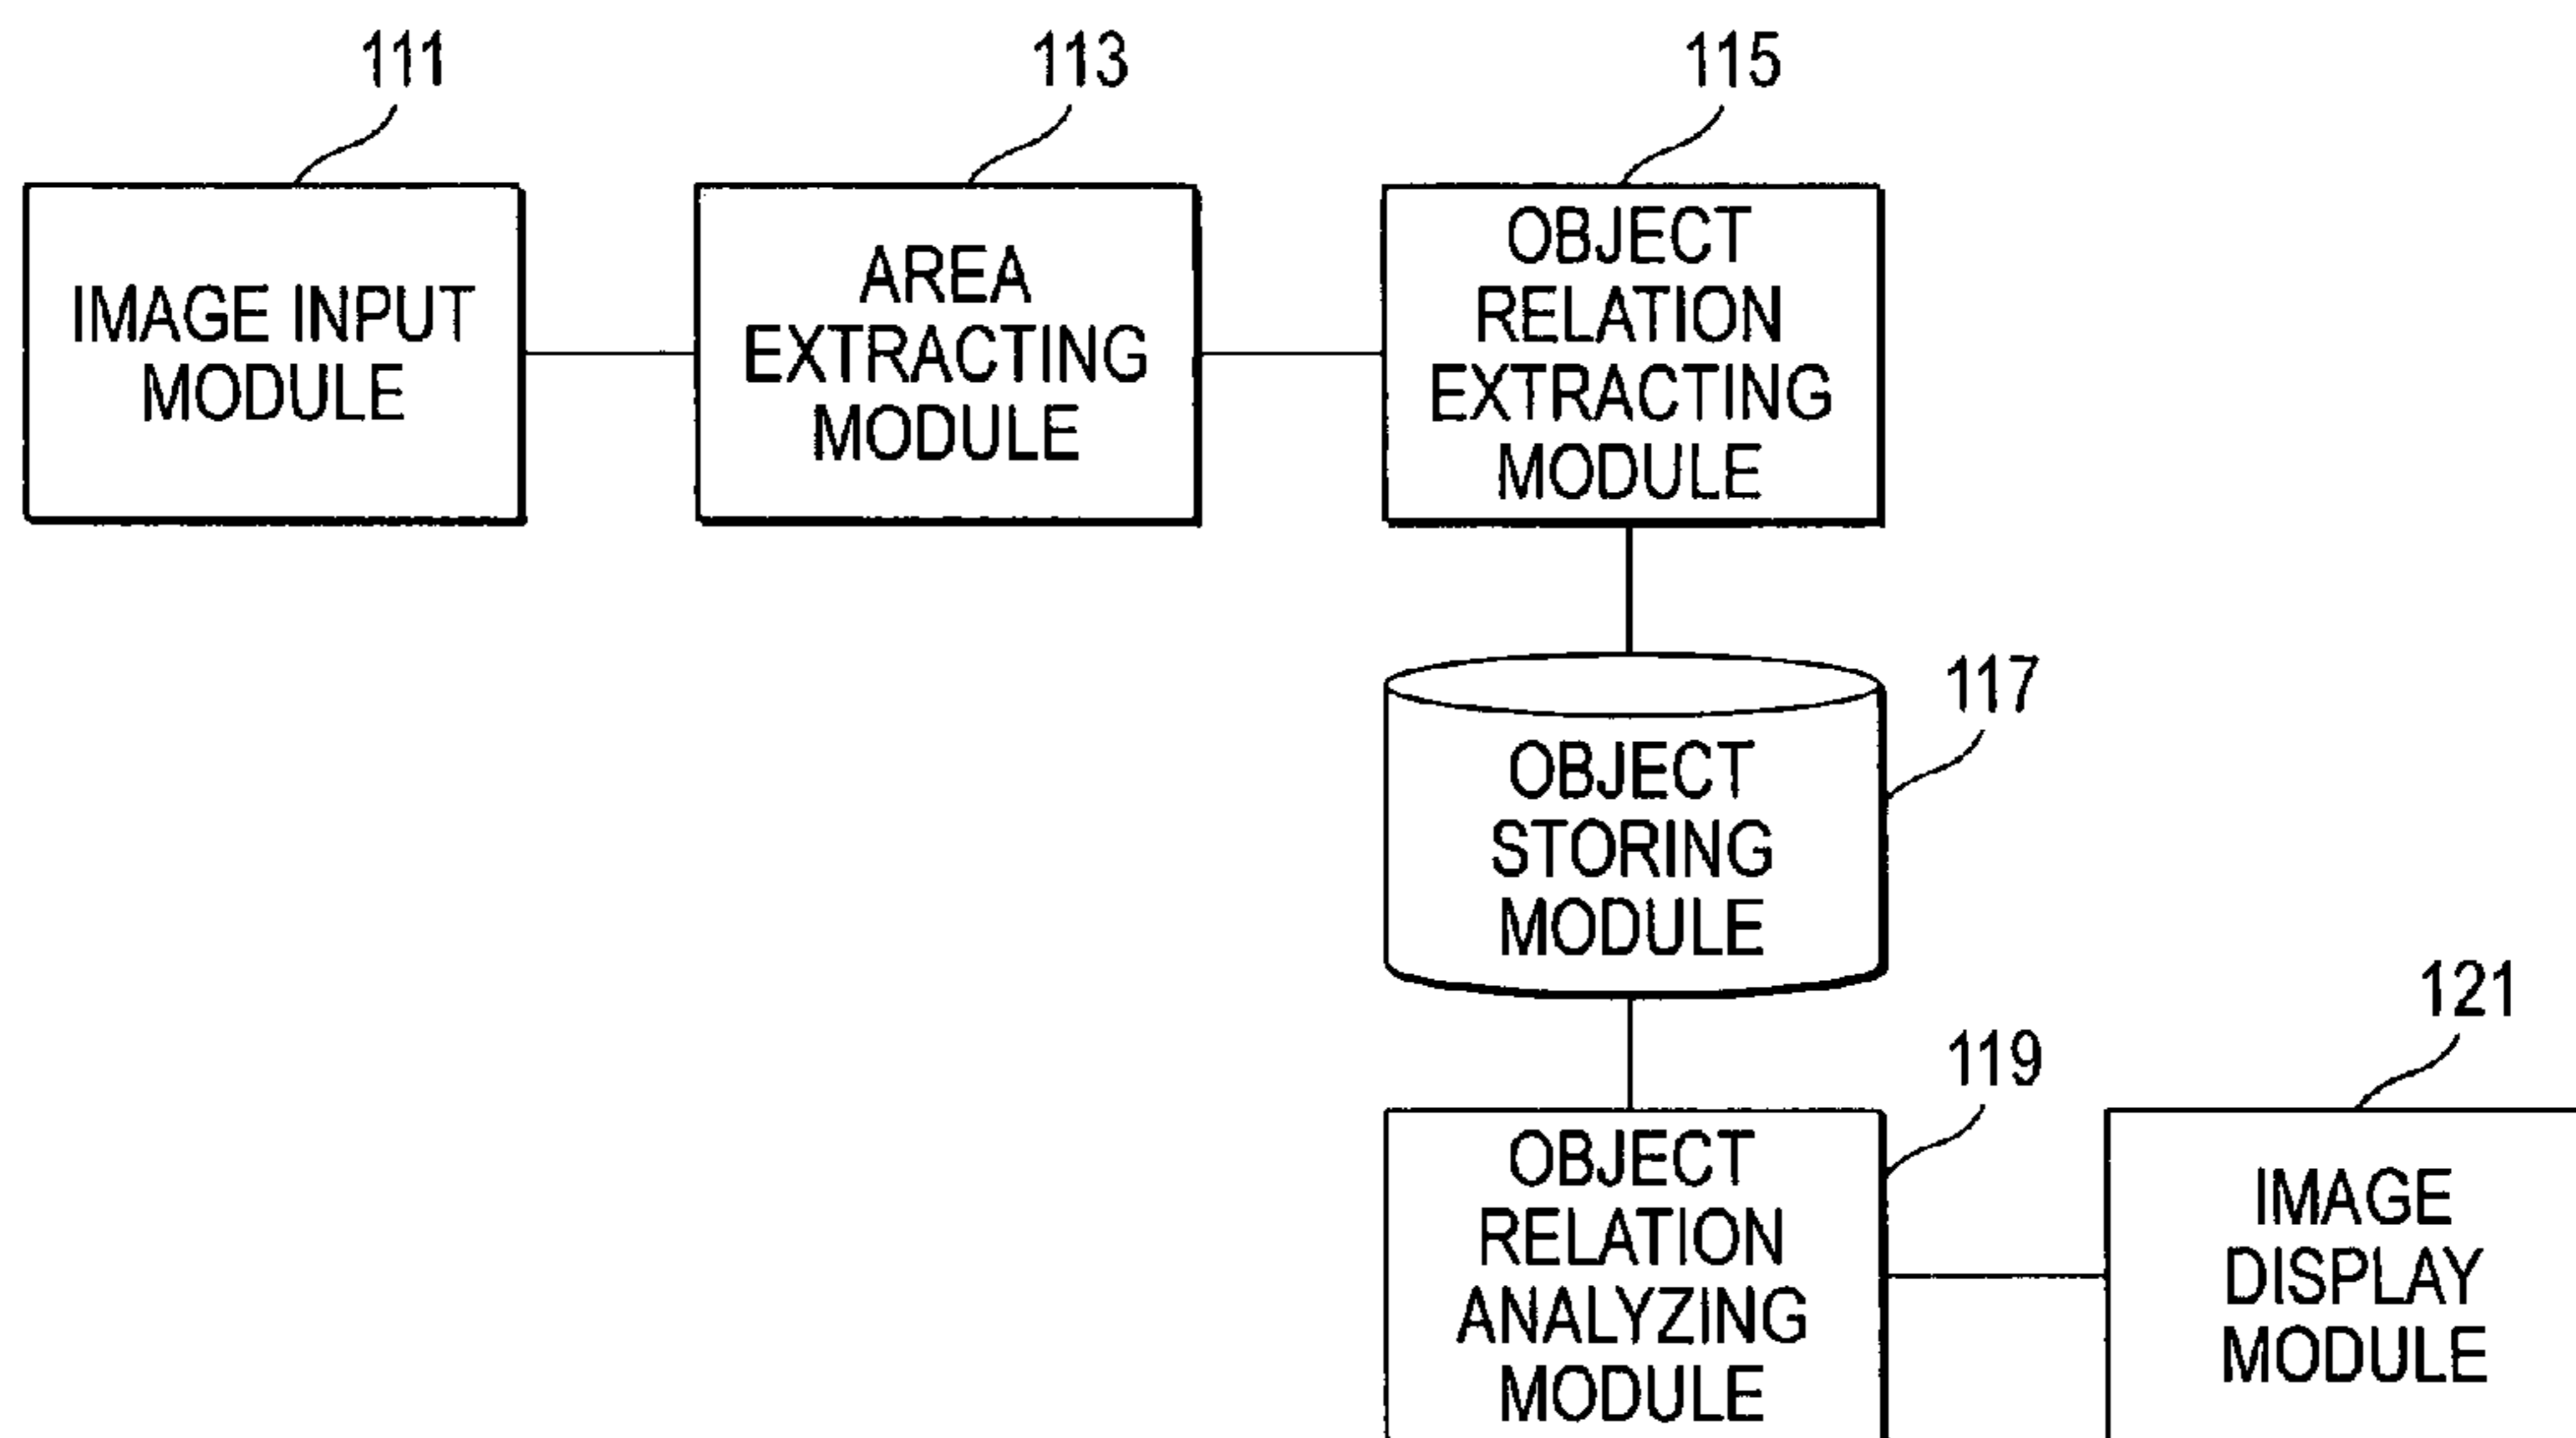 111
113
115
IMAGE INPUT
MODULE
AREA
EXTRACTING
MODULE
OBJECT
RELATION
EXTRACTING
MODULE
117
OBJECT
STORING
MODULE
119
121
OBJECT
RELATION
ANALYZING
MODULE
IMAGE
DISPLAY
MODULE